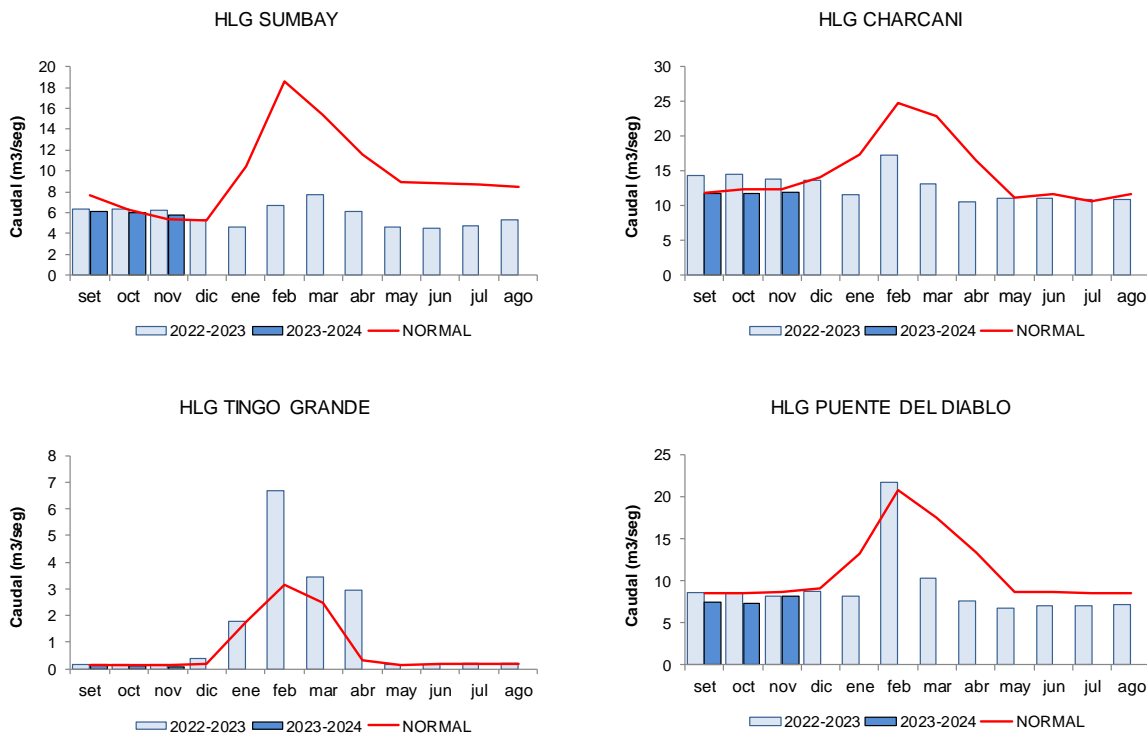 HLG SUMBAY
Caudal (m3/seg)
20
18
16
14
12
10
8
6
4
2
0
set oct nov dic ene feb mar abr may jun jul ago
2022-2023 2023-2024 NORMAL
HLG CHARCANI
Caudal (m3/seg)
30
25
20
15
10
5
0
set oct nov dic ene feb mar abr may jun jul ago
2022-2023 2023-2024 NORMAL
HLG TINGO GRANDE
Caudal (m3/seg)
8
7
6
5
4
3
2
1
0
set oct nov dic ene feb mar abr may jun jul ago
2022-2023 2023-2024 NORMAL
HLG PUENTE DEL DIABLO
Caudal (m3/seg)
25
20
15
10
5
0
set oct nov dic ene feb mar abr may jun jul ago
2022-2023 2023-2024 NORMAL